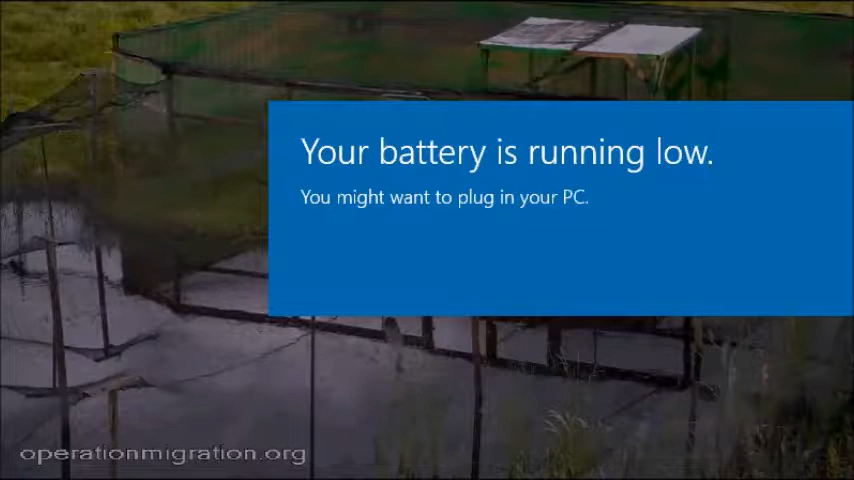 Your battery is running low.
You might want to plug in your PC.
operationmigration.org